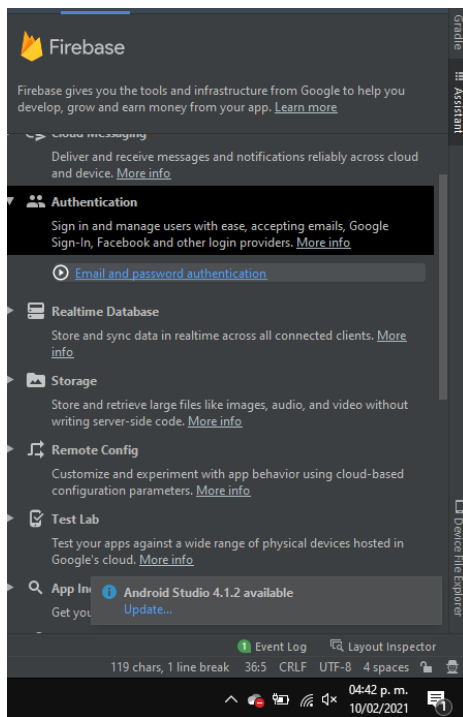 Firebase
Firebase gives you the tools and infrastructure from Google to help you
develop, grow and earn money from your app. Learn more
Cloud Messaging
Deliver and receive messages and notifications reliably across cloud
and device. More info
Authentication
Sign in and manage users with ease, accepting emails, Google
Sign-In, Facebook and other login providers. More info
Email and password authentication
Realtime Database
Store and sync data in realtime across all connected clients. More
info
Storage
Store and retrieve large files like images, audio, and video without
writing server-side code. More info
Remote Config
Customize and experiment with app behavior using cloud-based
configuration parameters. More info
Test Lab
Test your apps against a wide range of physical devices hosted in
Google's cloud. More info
App In
Get you
Android Studio 4.1.2 available
Update...
Gradle
Assistant
Device File Explorer
1 Event Log Layout Inspector
119 chars, 1 line break 36:5 CRLF UTF-8 4 spaces
04:42 p. m.
10/02/2021
1